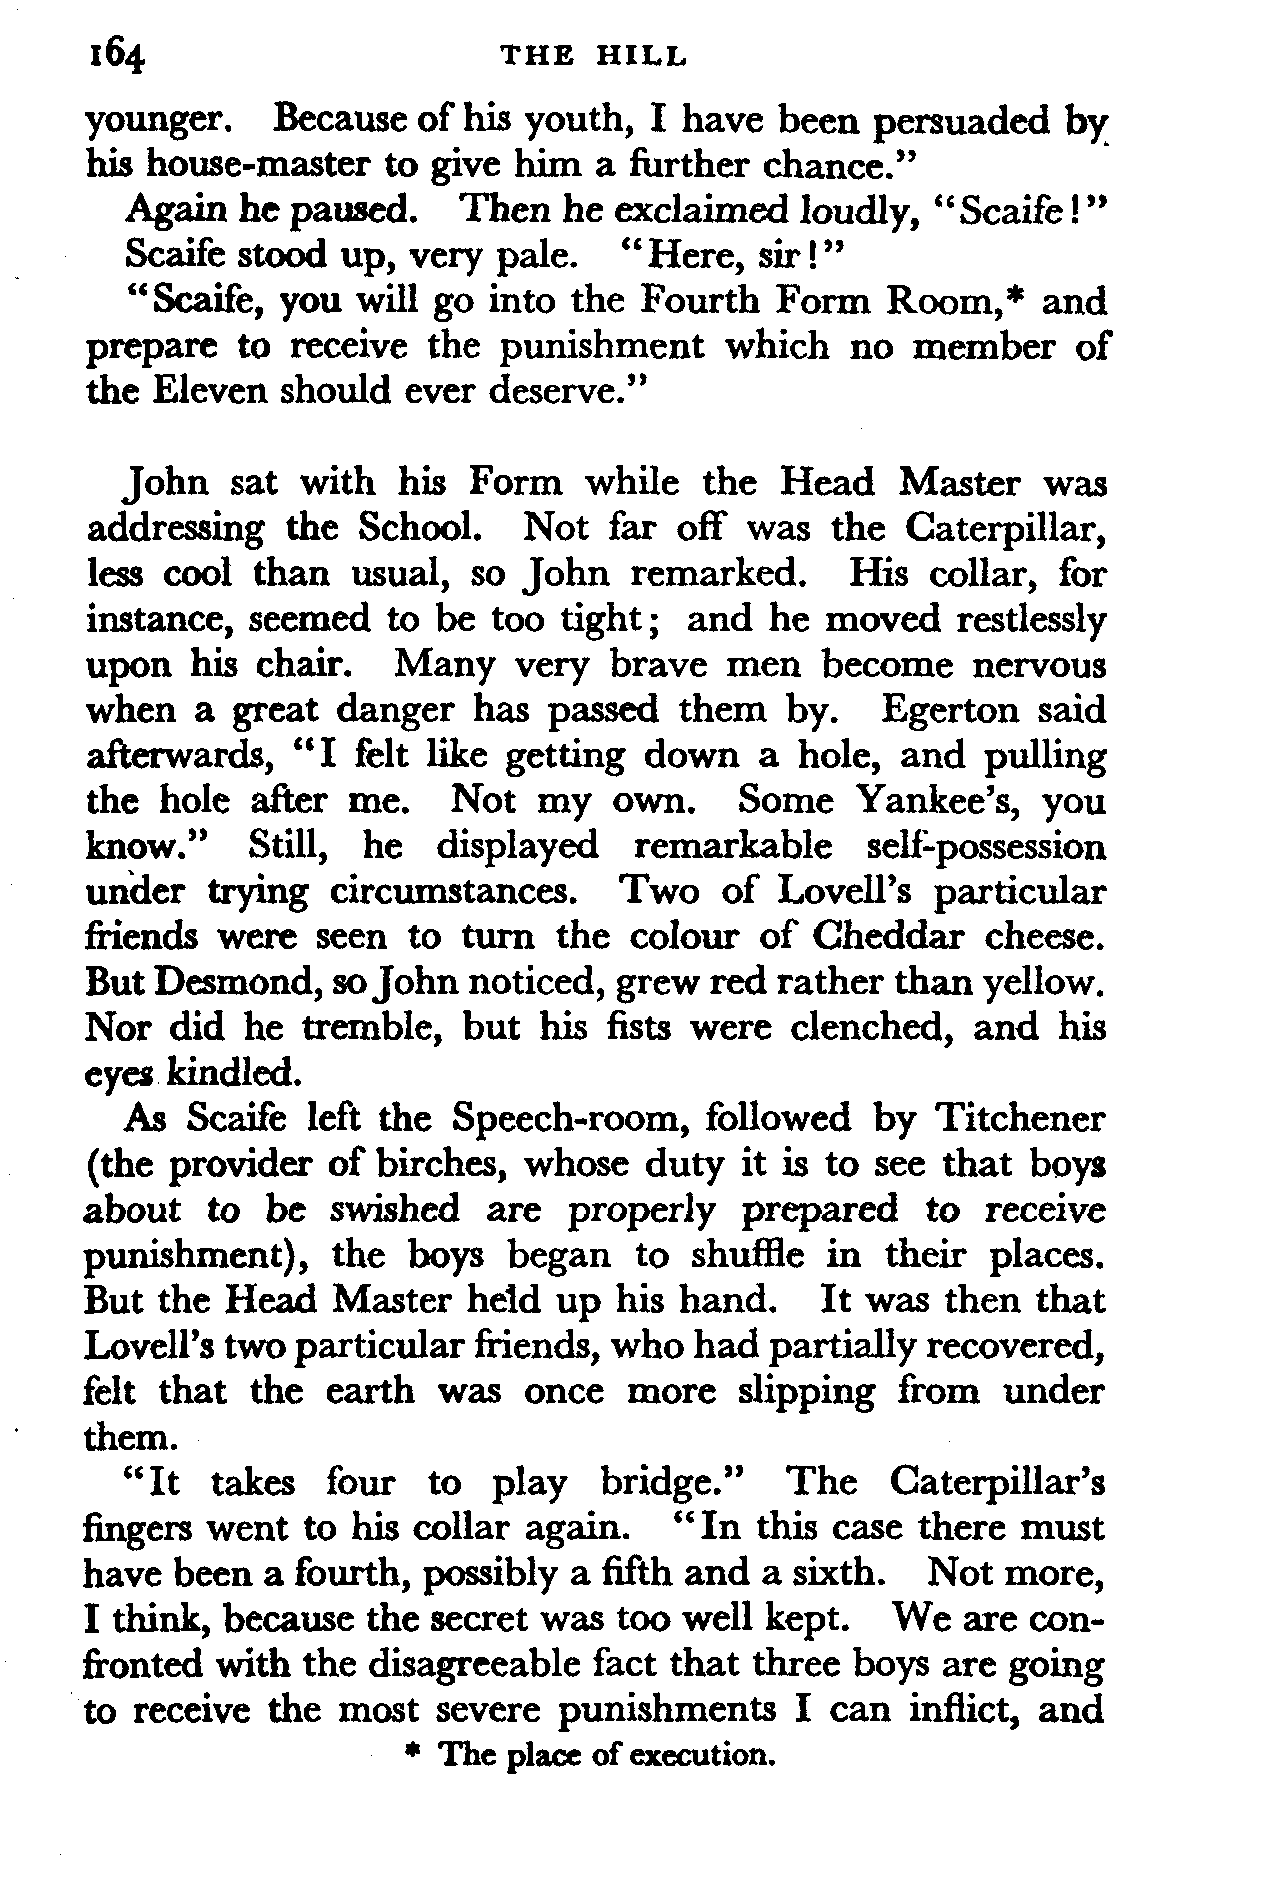 164 THE HILL
younger. Because of his youth, I have been persuaded by
his house-master to give him a further chance.”
Again he paused. Then he exclaimed loudly, “Scaife!”
Scaife stood up, very pale. “Here, sir!”
“Scaife, you will go into the Fourth Form Room,* and
prepare to receive the punishment which no member of
the Eleven should ever deserve.”
John sat with his Form while the Head Master was
addressing the School. Not far off was the Caterpillar,
less cool than usual, so John remarked. His collar, for
instance, seemed to be too tight; and he moved restlessly
upon his chair. Many very brave men become nervous
when a great danger has passed them by. Egerton said
afterwards, “I felt like getting down a hole, and pulling
the hole after me. Not my own. Some Yankee’s, you
know.” Still, he displayed remarkable self-possession
under trying circumstances. Two of Lovell’s particular
friends were seen to turn the colour of Cheddar cheese.
But Desmond, so John noticed, grew red rather than yellow.
Nor did he tremble, but his fists were clenched, and his
eyes kindled.
As Scaife left the Speech-room, followed by Titchener
(the provider of birches, whose duty it is to see that boys
about to be swished are properly prepared to receive
punishment), the boys began to shuffle in their places.
But the Head Master held up his hand. It was then that
Lovell’s two particular friends, who had partially recovered,
felt that the earth was once more slipping from under
them.
“It takes four to play bridge.” The Caterpillar’s
fingers went to his collar again. “In this case there must
have been a fourth, possibly a fifth and a sixth. Not more,
I think, because the secret was too well kept. We are con-
fronted with the disagreeable fact that three boys are going
to receive the most severe punishments I can inflict, and
* The place of execution.